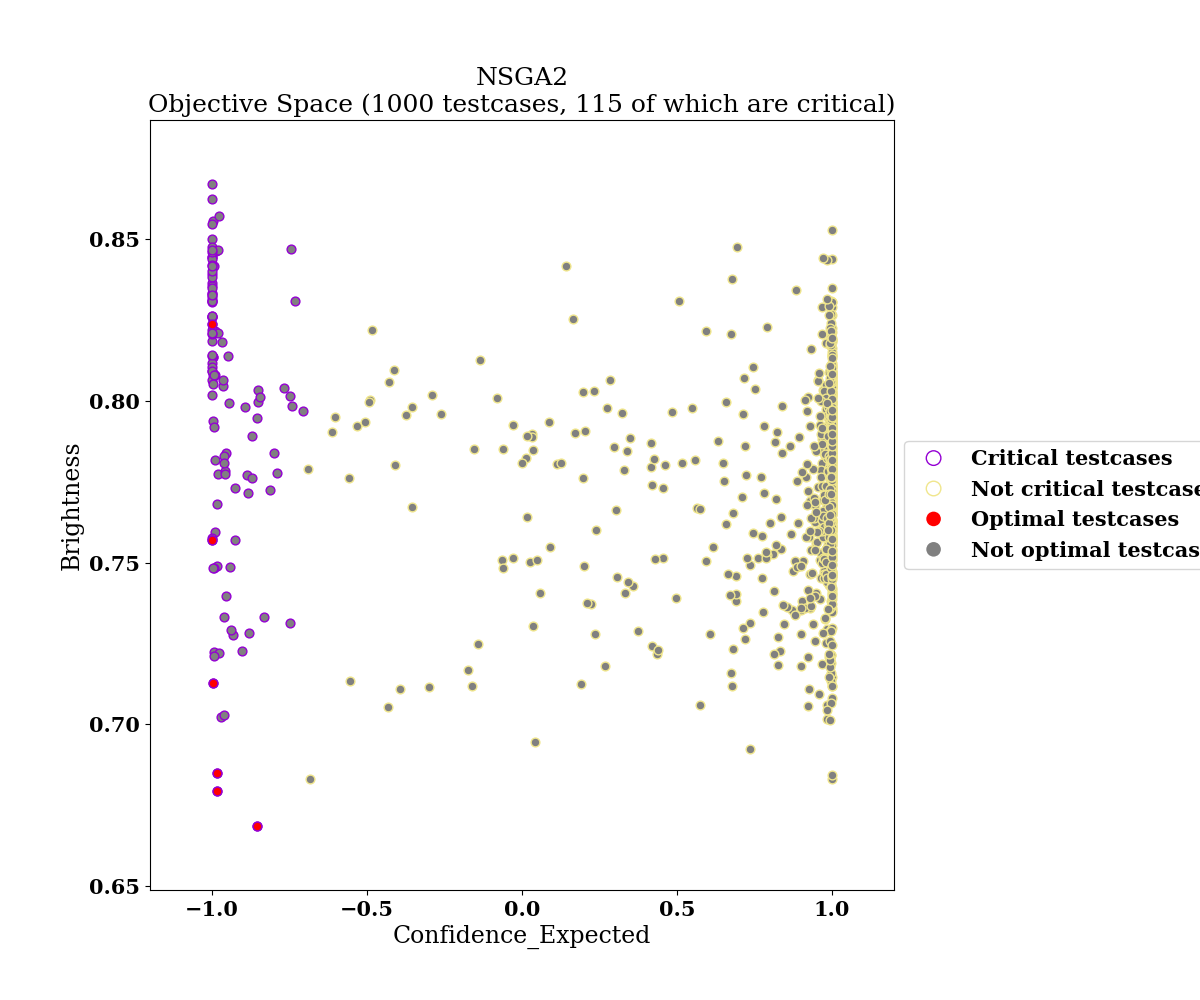 NSGA2
Objective Space (1000 testcases, 115 of which are critical)
0.85
0.80
0.75
0.70
0.65
Brightness
−1.0 −0.5 0.0 0.5 1.0
Confidence_Expected
Critical testcases
Not critical testcase
Optimal testcases
Not optimal testcas